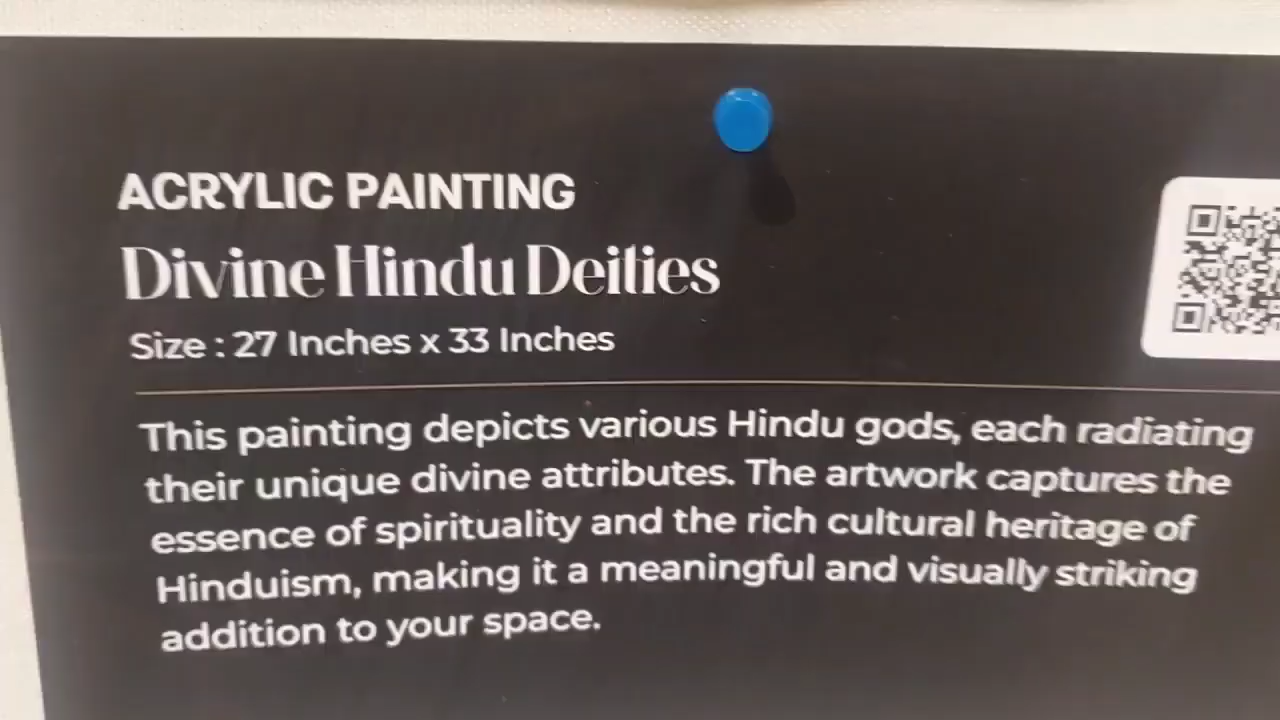 ACRYLIC PAINTING
Divine Hindu Deities
Size : 27 Inches x 33 Inches
This painting depicts various Hindu gods, each radiating
their unique divine attributes. The artwork captures the
essence of spirituality and the rich cultural heritage of
Hinduism, making it a meaningful and visually striking
addition to your space.